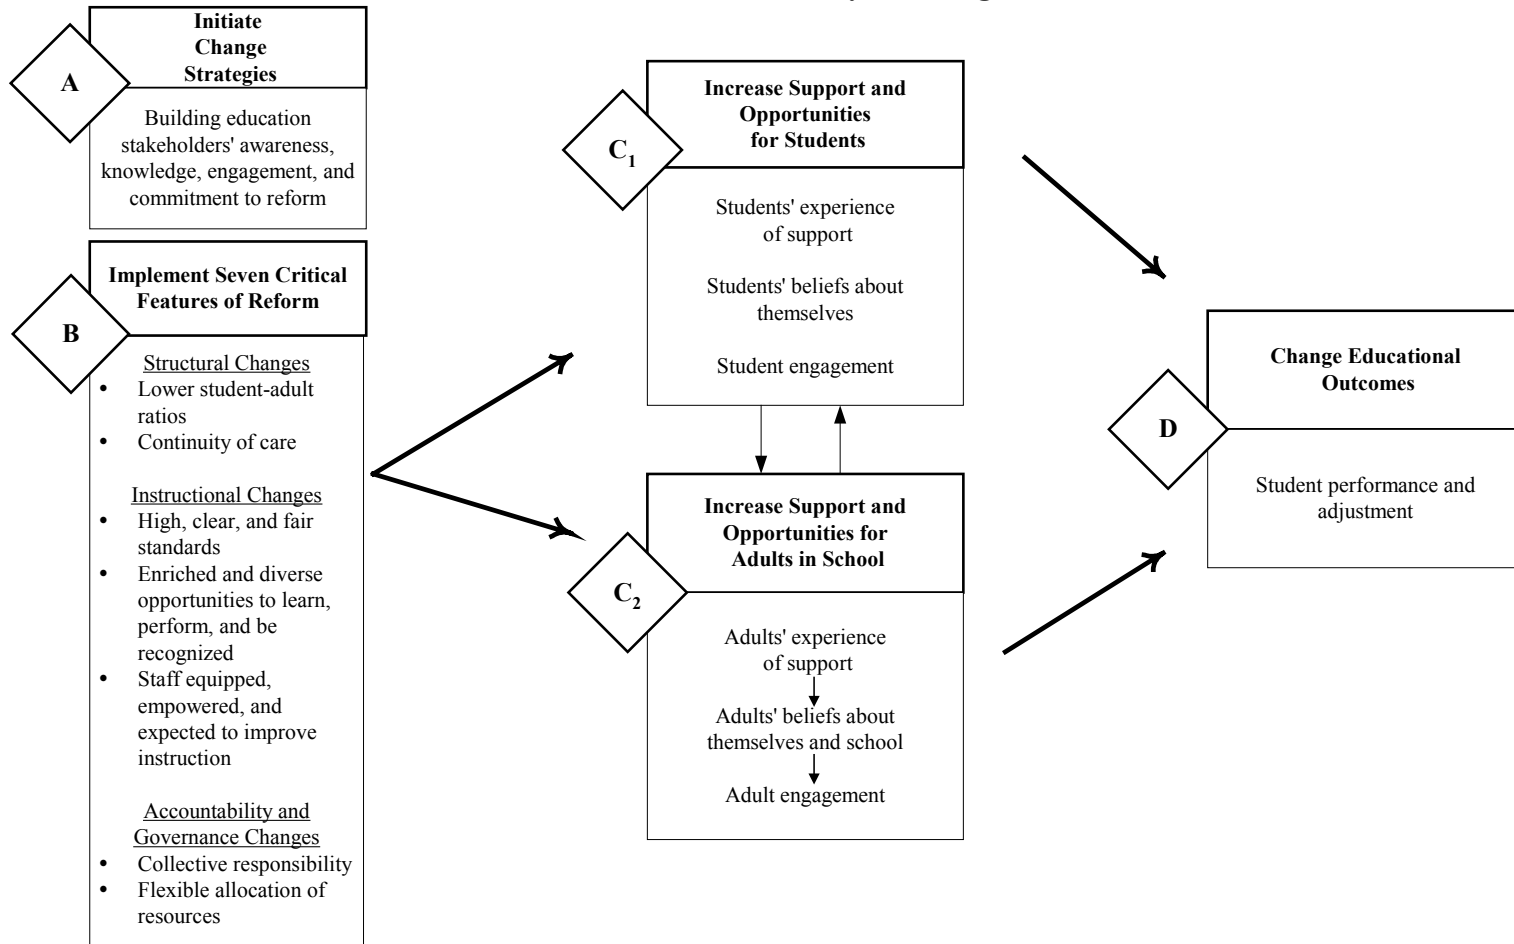 A
Initiate
Change
Strategies
Building education
stakeholders' awareness,
knowledge, engagement, and
commitment to reform
B
Implement Seven Critical
Features of Reform
Structural Changes
• Lower student-adult
ratios
• Continuity of care
Instructional Changes
• High, clear, and fair
standards
• Enriched and diverse
opportunities to learn,
perform, and be
recognized
• Staff equipped,
empowered, and
expected to improve
instruction
Accountability and
Governance Changes
• Collective responsibility
• Flexible allocation of
resources
C1
Increase Support and
Opportunities
for Students
Students' experience
of support
Students' beliefs about
themselves
Student engagement
C2
Increase Support and
Opportunities for
Adults in School
Adults' experience
of support
Adults' beliefs about
themselves and school
Adult engagement
D
Change Educational
Outcomes
Student performance and
adjustment